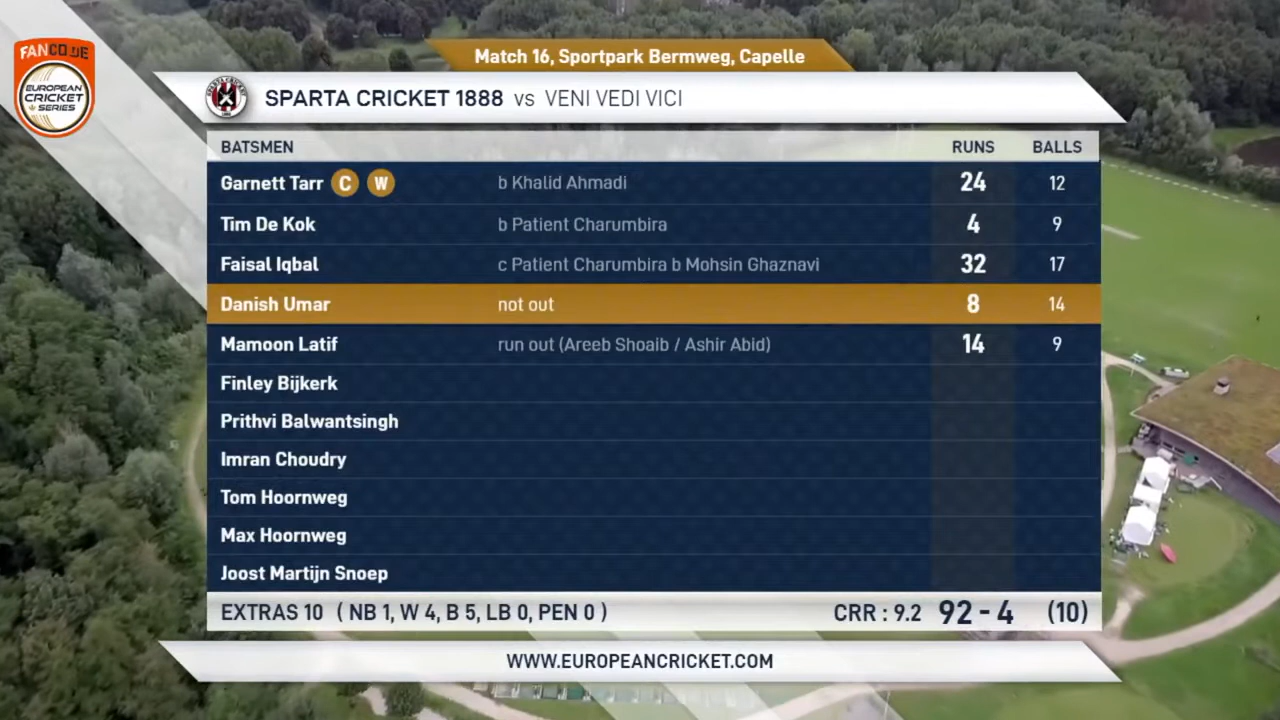 FANCODE
EUROPEAN
CRICKET
SERIES
Match 16, Sportpark Bermweg, Capelle
SPARTA CRICKET 1888 vs VENI VEDI VICI
BATSMEN RUNS BALLS
Garnett Tarr C W b Khalid Ahmadi 24 12
Tim De Kok b Patient Charumbira 4 9
Faisal Iqbal c Patient Charumbira b Mohsin Ghaznavi 32 17
Danish Umar not out 8 14
Mamoon Latif run out (Areeb Shoaib / Ashir Abid) 14 9
Finley Bijkerk
Prithvi Balwantsingh
Imran Choudry
Tom Hoornweg
Max Hoornweg
Joost Martijn Snoep
EXTRAS 10 ( NB 1, W 4, B 5, LB 0, PEN 0 ) CRR : 9.2 92 - 4 (10)
WWW.EUROPEANCRICKET.COM